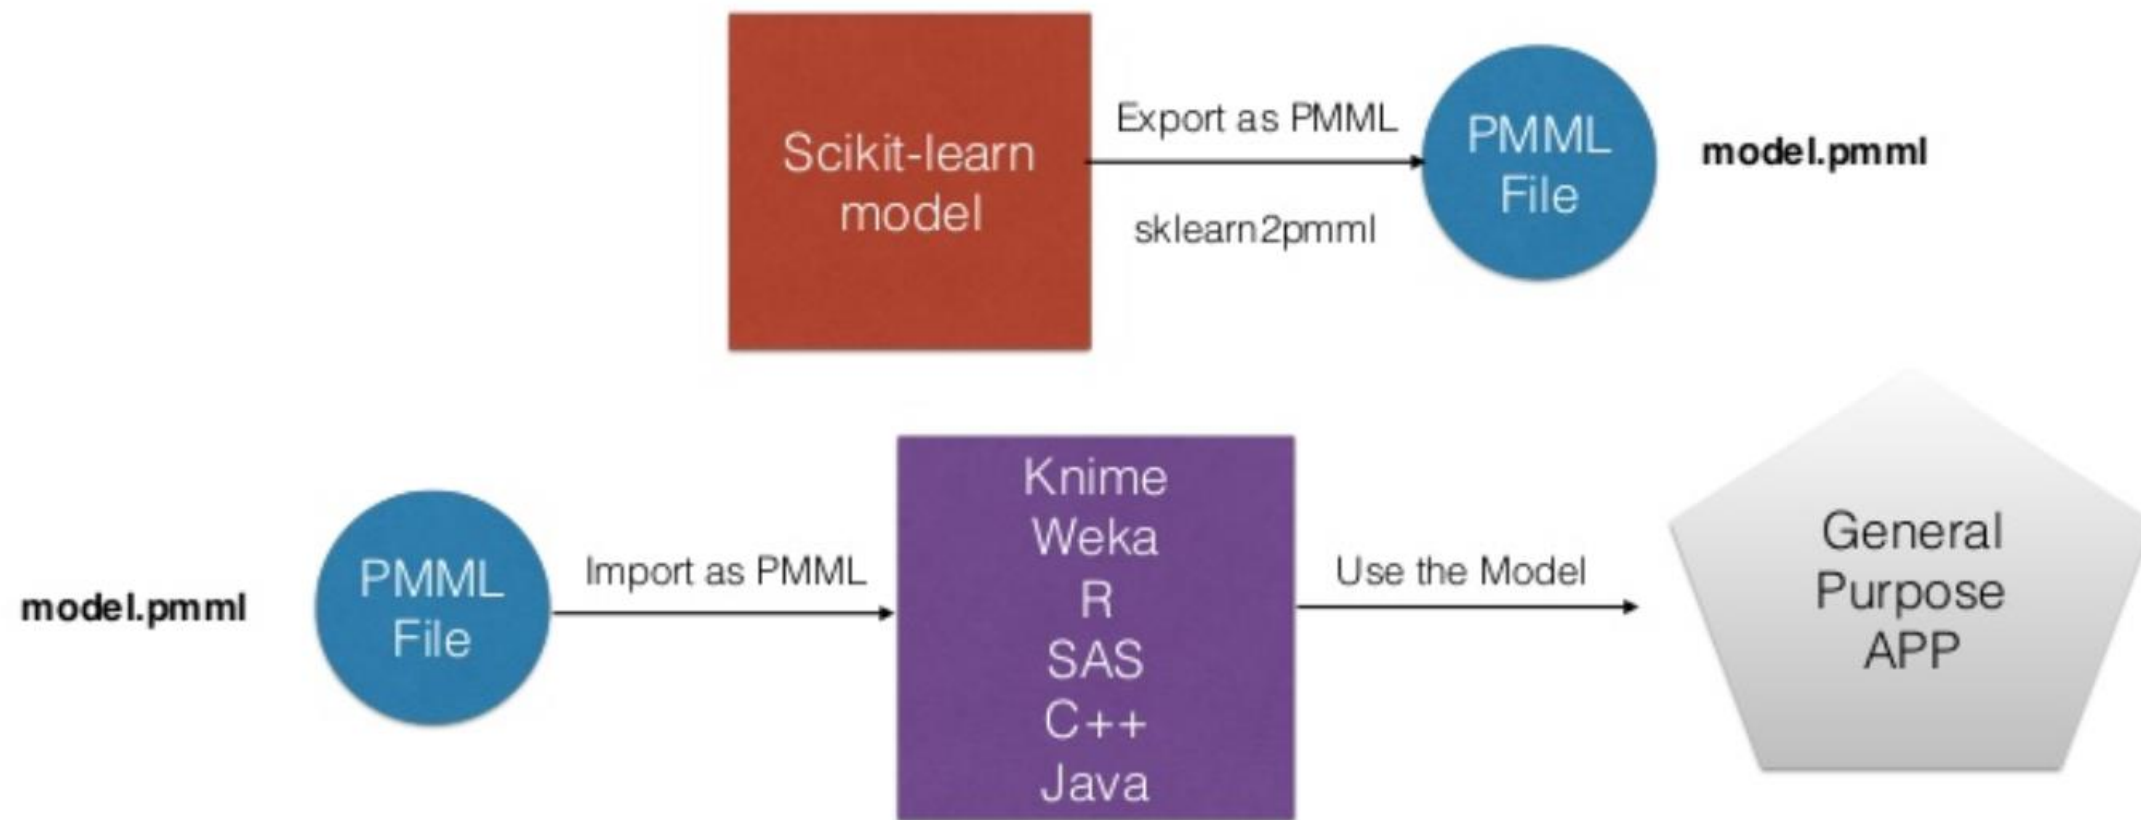 Scikit-learn
model
Export as PMML
sklearn2pmml
PMML
File
model.pmml
model.pmml
PMML
File
Import as PMML
Knime
Weka
R
SAS
C++
Java
Use the Model
General
Purpose
APP